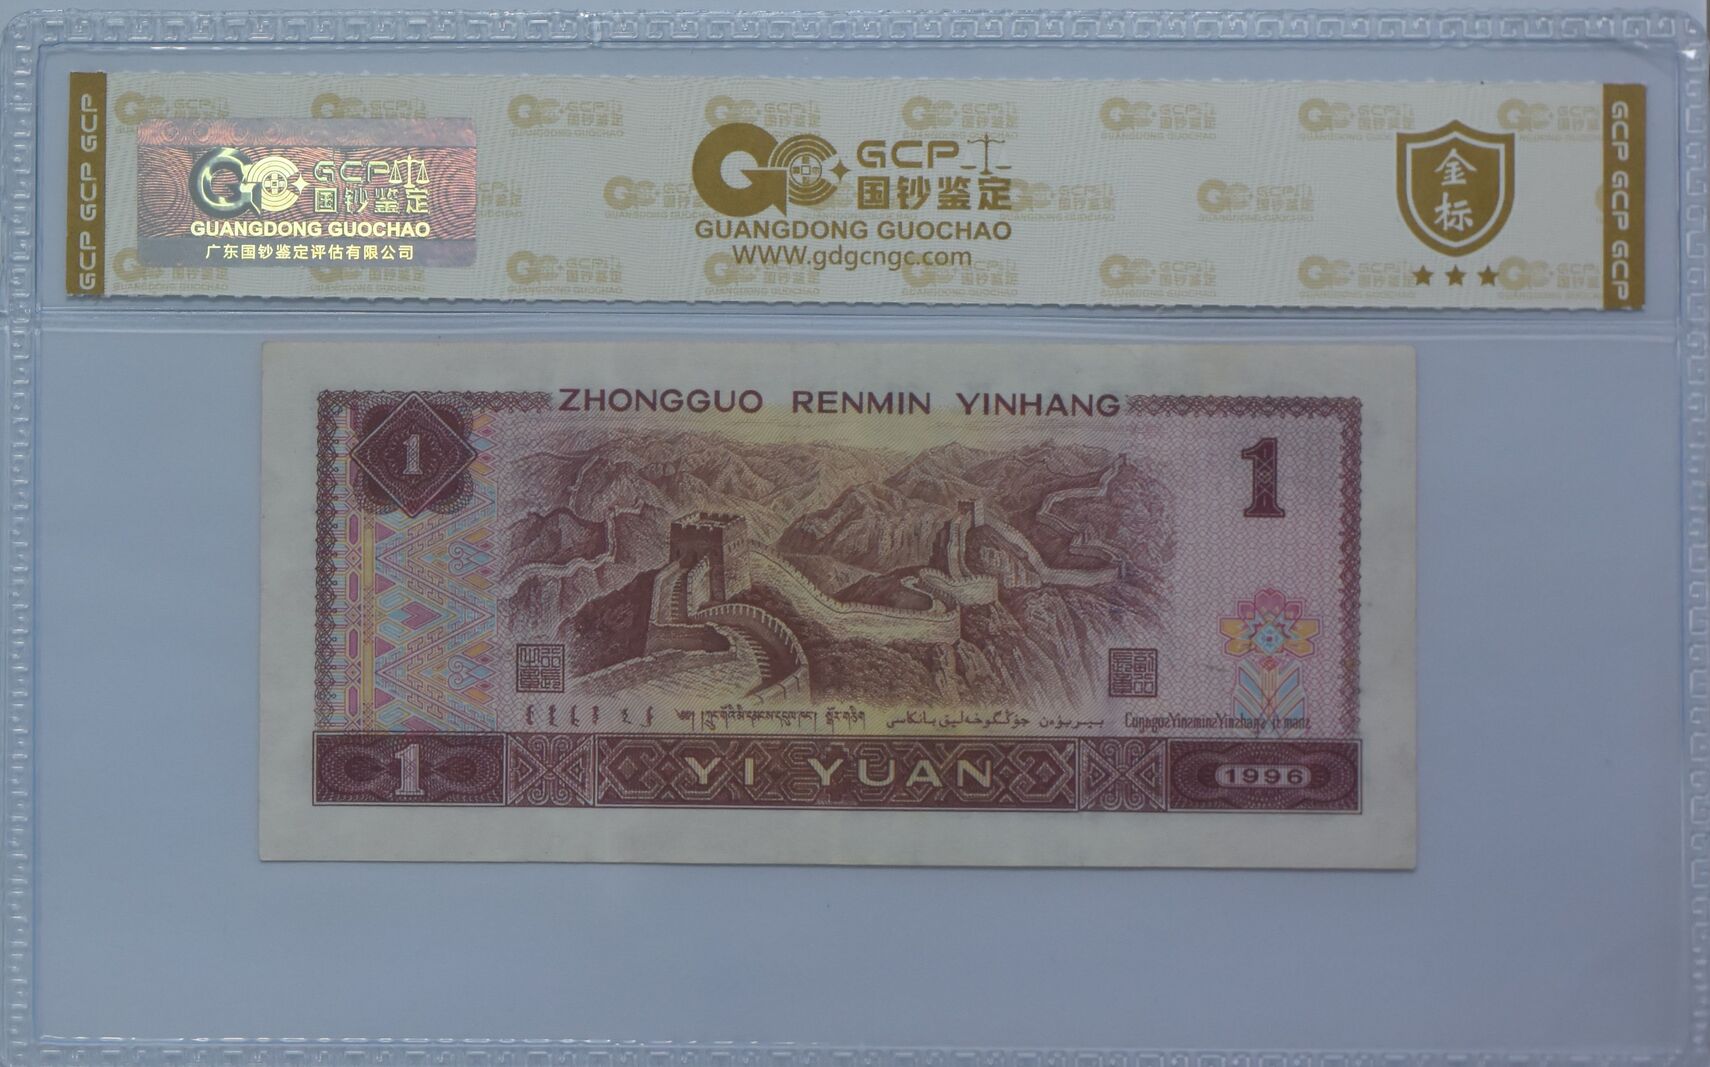 GCP GCP GCP
GCP 国钞鉴定
GUANGDONG GUOCHAO
广东国钞鉴定评估有限公司
GCP
国钞鉴定
GUANGDONG GUOCHAO
WWW.gdgcngc.com
金标
GCP GCP GCP
ZHONGGUO RENMIN YINHANG
1
1
1
YI YUAN
1996